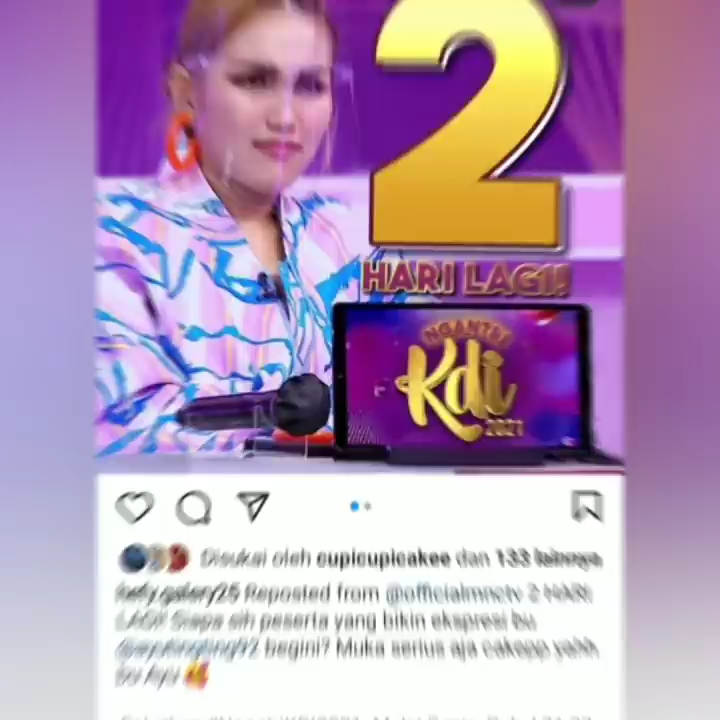 2
HARI LAGI!
NGANTRI
Kdi
2021
Disukai oleh cupicupicakee dan 133 lainnya
Reposted from @officialmnctv 2 HARI
LAGI! Siapa sih peserta yang bikin ekspresi bu
begini? Muka serius aja cakepp yahh
bu Ayu